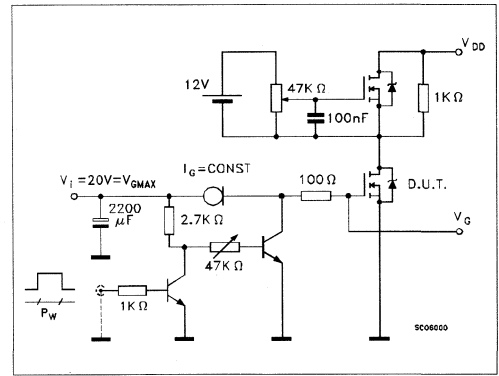 V DD
12V
47K Ω
1K Ω
100nF
I G =CONST
V i =20V=V GMAX
100 Ω
D.U.T.
2200
μF
2.7K Ω
V G
47K Ω
P W
1K Ω
SC06000